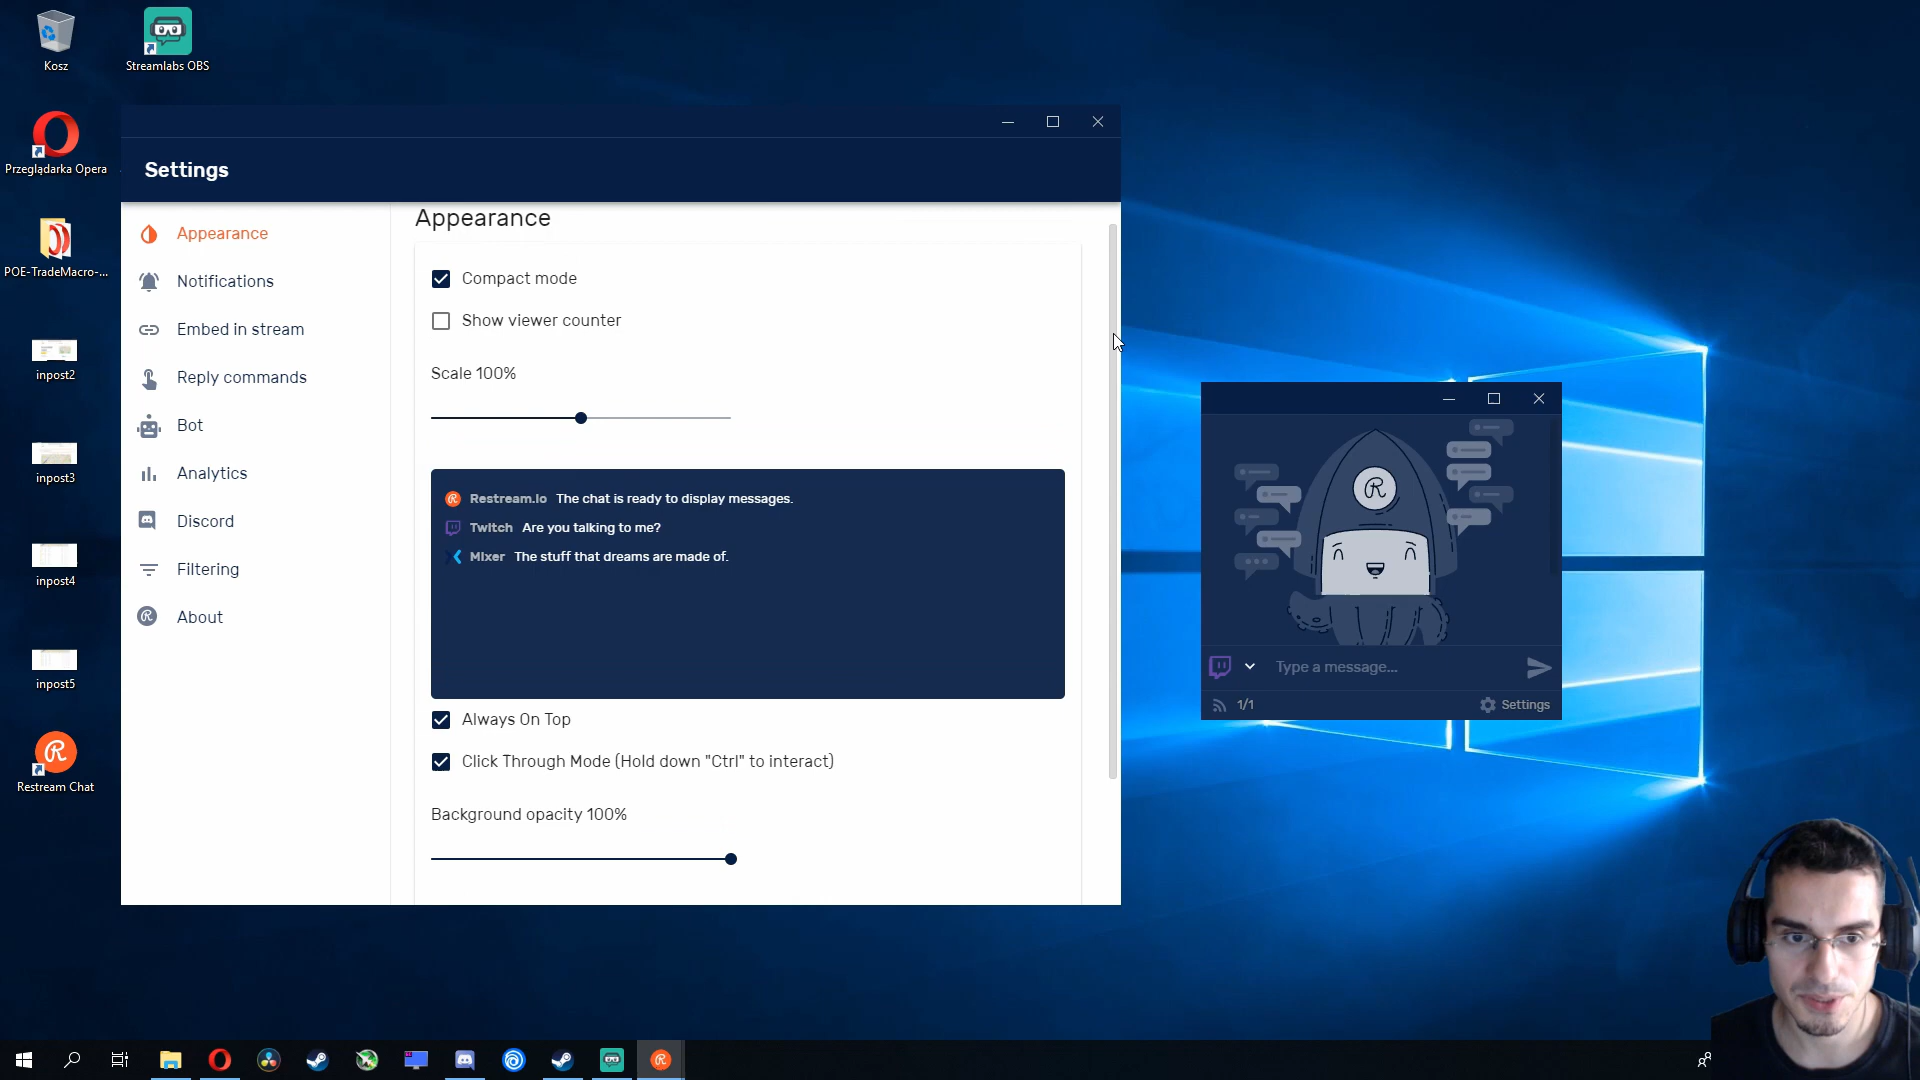 Kosz
Streamlabs OBS
Przeglądarka Opera
POE-TradeMacro-...
inpost2
inpost3
inpost4
inpost5
Restream Chat
Settings
Appearance
Notifications
Embed in stream
Reply commands
Bot
Analytics
Discord
Filtering
About
Appearance
Compact mode
Show viewer counter
Scale 100%
Restream.io The chat is ready to display messages.
Twitch Are you talking to me?
Mixer The stuff that dreams are made of.
Always On Top
Click Through Mode (Hold down "Ctrl" to interact)
Background opacity 100%
Type a message...
1/1
Settings